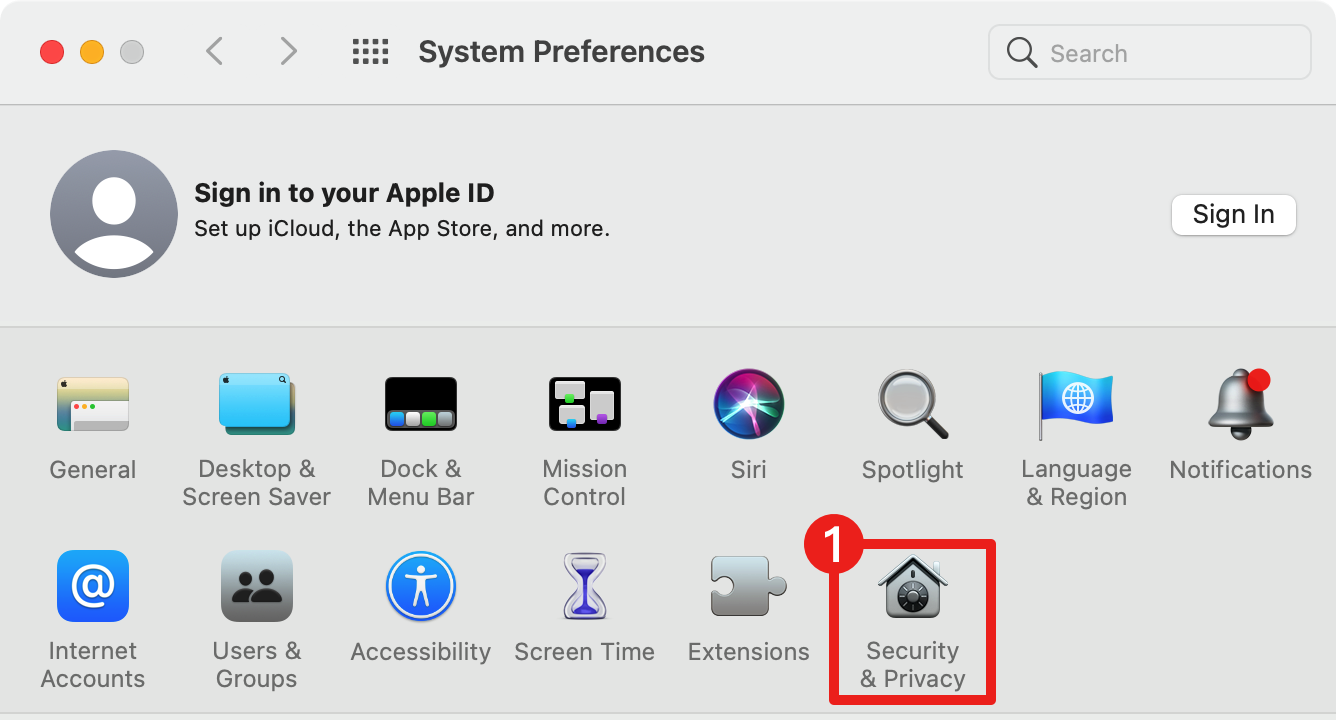 System Preferences
Search
Sign in to your Apple ID
Set up iCloud, the App Store, and more.
Sign In
General
Desktop &
Screen Saver
Dock &
Menu Bar
Mission
Control
Siri
Spotlight
Language
& Region
Notifications
Internet
Accounts
Users &
Groups
Accessibility
Screen Time
Extensions
1
Security
& Privacy